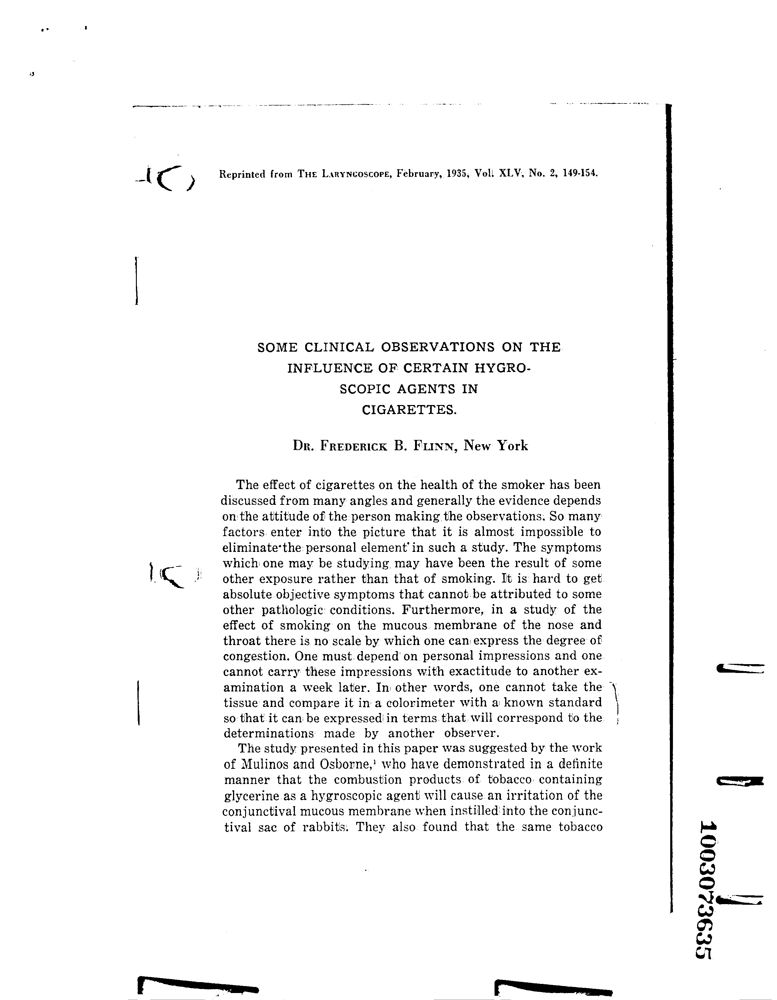 Reprinted from THE LARYNGOSCOPE, February, 1935, Vol. XLV, No. 2, 149-154.
SOME CLINICAL OBSERVATIONS ON THE
INFLUENCE OF CERTAIN HYGRO-
SCOPIC AGENTS IN
CIGARETTES.
DR. FREDERICK B. FLINN, New York
The effect of cigarettes on the health of the smoker has been
discussed from many angles and generally the evidence depends
on the attitude of the person making the observations. So many
factors enter into the picture that it is almost impossible to
eliminate the personal element in such a study. The symptoms
which one may be studying may have been the result of some
other exposure rather than that of smoking. It is hard to get
absolute objective symptoms that cannot be attributed to some
other pathologic conditions. Furthermore, in a study of the
effect of smoking on the mucous membrane of the nose and
throat there is no scale by which one can express the degree of
congestion. One must depend on personal impressions and one
cannot carry these impressions with exactitude to another ex-
amination a week later. In other words, one cannot take the
tissue and compare it in a colorimeter with a known standard
so that it can be expressed in terms that will correspond to the
determinations made by another observer.
The study presented in this paper was suggested by the work
of Mulinos and Osborne,¹ who have demonstrated in a definite
manner that the combustion products of tobacco containing
glycerine as a hygroscopic agent will cause an irritation of the
conjunctival mucous membrane when instilled into the conjunc-
tival sac of rabbits. They also found that the same tobacco
1003073635